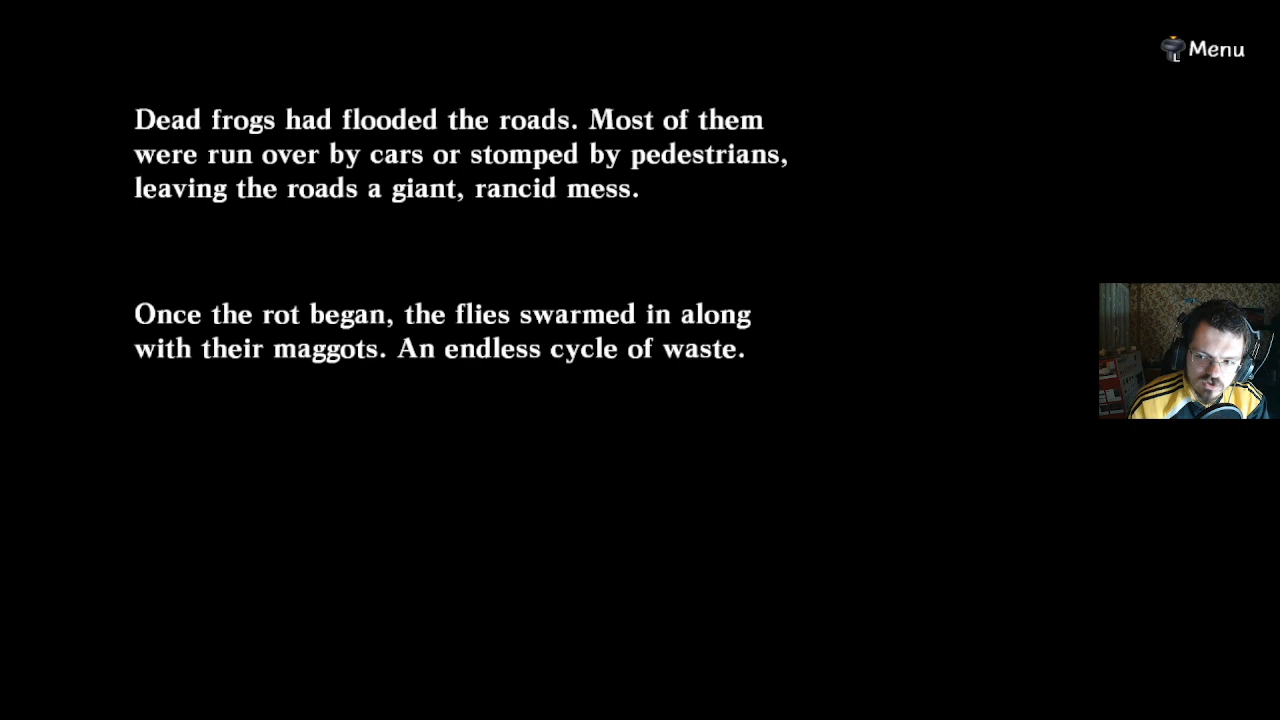 Menu
Dead frogs had flooded the roads. Most of them
were run over by cars or stomped by pedestrians,
leaving the roads a giant, rancid mess.
Once the rot began, the flies swarmed in along
with their maggots. An endless cycle of waste.